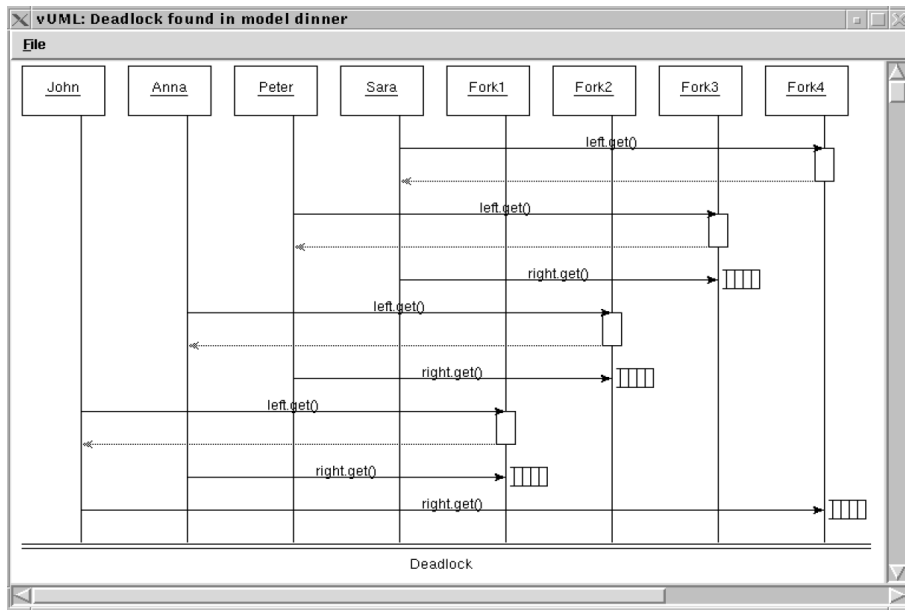 vUML: Deadlock found in model dinner
File
John Anna Peter Sara Fork1 Fork2 Fork3 Fork4
left.get()
left.get()
right.get()
left.get()
right.get()
left.get()
right.get()
right.get()
Deadlock